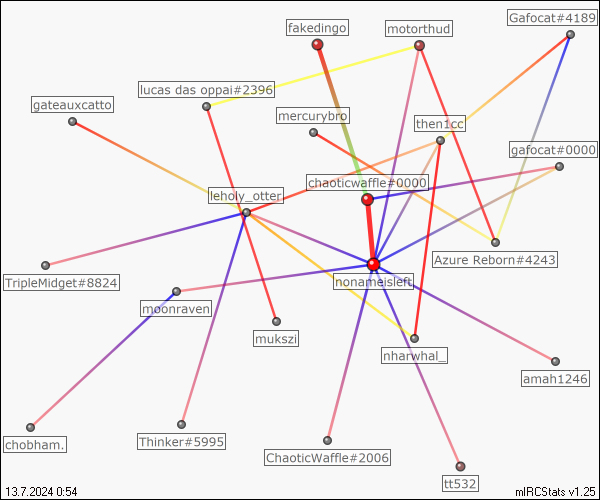 Gafocat#4189
fakedingo
motorthud
lucas das oppai#2396
gateauxcatto
mercurybro
then1cc
gafocat#0000
chaoticwaffle#0000
leholy_otter
Azure Reborn#4243
TripleMidget#8824
nonameisleft
moonraven
mukszi
nharwhal_
amah1246
chobham.
Thinker#5995
ChaoticWaffle#2006
tt532
13.7.2024 0:54
mIRCStats v1.25